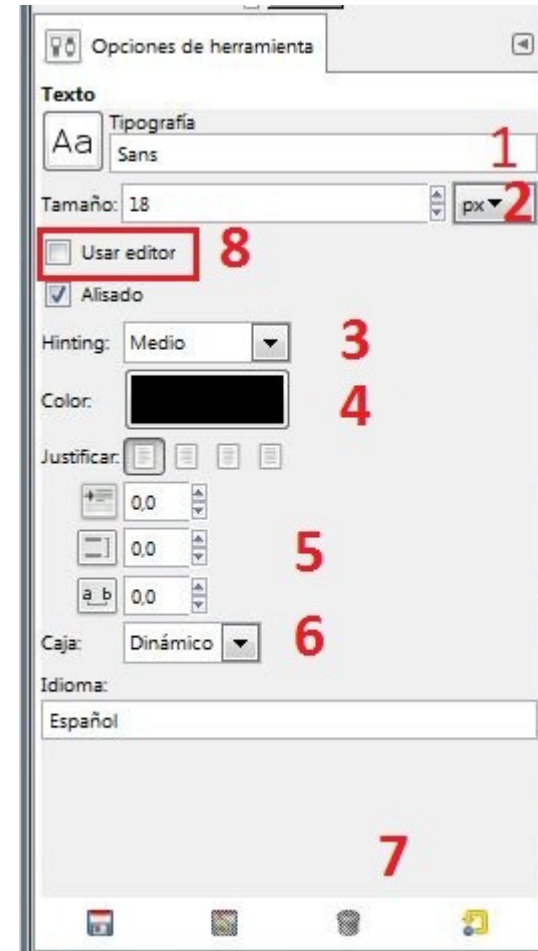 Opciones de herramienta
Texto
Aa
Tipografía
Sans 1
Tamaño: 18 px 2
Usar editor 8
Alisado
Hinting: Medio 3
Color: 4
Justificar:
0,0
0,0 5
a_b 0,0
Caja: Dinámico 6
Idioma:
Español
7